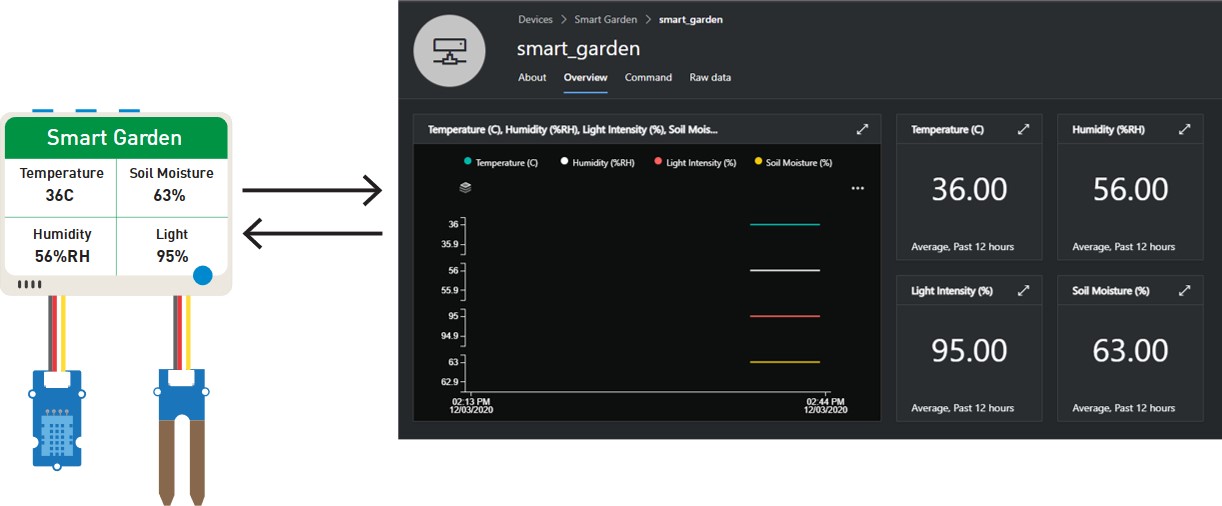 Smart Garden
Temperature
36C
Soil Moisture
63%
Humidity
56%RH
Light
95%
Devices > Smart Garden > smart_garden
smart_garden
About Overview Command Raw data
Temperature (C), Humidity (%RH), Light Intensity (%), Soil Mois...
Temperature (C) Humidity (%RH) Light Intensity (%) Soil Moisture (%)
36
35.9
56
55.9
95
94.9
63
62.9
02:13 PM
12/03/2020
02:44 PM
12/03/2020
Temperature (C)
36.00
Average, Past 12 hours
Humidity (%RH)
56.00
Average, Past 12 hours
Light Intensity (%)
95.00
Average, Past 12 hours
Soil Moisture (%)
63.00
Average, Past 12 hours